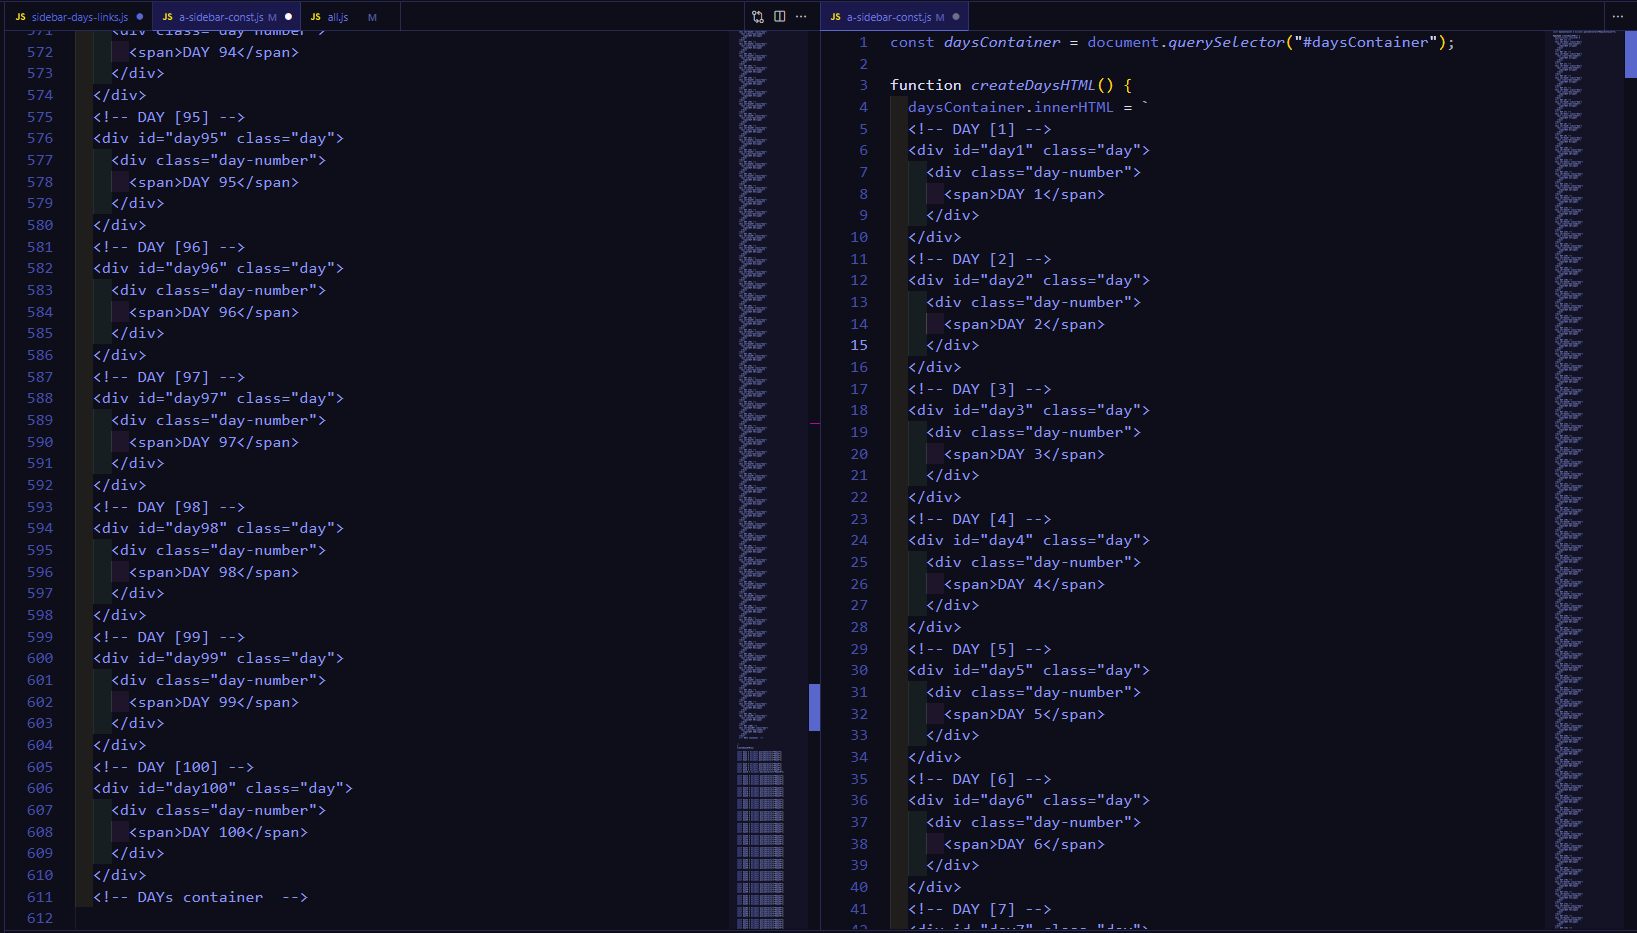 JS sidebar-days-links.js
JS a-sidebar-const.js M
JS all.js M
571 <div class="day-number">
572 <span>DAY 94</span>
573 </div>
574 </div>
575 <!-- DAY [95] -->
576 <div id="day95" class="day">
577 <div class="day-number">
578 <span>DAY 95</span>
579 </div>
580 </div>
581 <!-- DAY [96] -->
582 <div id="day96" class="day">
583 <div class="day-number">
584 <span>DAY 96</span>
585 </div>
586 </div>
587 <!-- DAY [97] -->
588 <div id="day97" class="day">
589 <div class="day-number">
590 <span>DAY 97</span>
591 </div>
592 </div>
593 <!-- DAY [98] -->
594 <div id="day98" class="day">
595 <div class="day-number">
596 <span>DAY 98</span>
597 </div>
598 </div>
599 <!-- DAY [99] -->
600 <div id="day99" class="day">
601 <div class="day-number">
602 <span>DAY 99</span>
603 </div>
604 </div>
605 <!-- DAY [100] -->
606 <div id="day100" class="day">
607 <div class="day-number">
608 <span>DAY 100</span>
609 </div>
610 </div>
611 <!-- DAYs container  -->
612
JS a-sidebar-const.js M
1 const daysContainer = document.querySelector("#daysContainer");
2
3 function createDaysHTML() {
4 daysContainer.innerHTML = `
5 <!-- DAY [1] -->
6 <div id="day1" class="day">
7 <div class="day-number">
8 <span>DAY 1</span>
9 </div>
10 </div>
11 <!-- DAY [2] -->
12 <div id="day2" class="day">
13 <div class="day-number">
14 <span>DAY 2</span>
15 </div>
16 </div>
17 <!-- DAY [3] -->
18 <div id="day3" class="day">
19 <div class="day-number">
20 <span>DAY 3</span>
21 </div>
22 </div>
23 <!-- DAY [4] -->
24 <div id="day4" class="day">
25 <div class="day-number">
26 <span>DAY 4</span>
27 </div>
28 </div>
29 <!-- DAY [5] -->
30 <div id="day5" class="day">
31 <div class="day-number">
32 <span>DAY 5</span>
33 </div>
34 </div>
35 <!-- DAY [6] -->
36 <div id="day6" class="day">
37 <div class="day-number">
38 <span>DAY 6</span>
39 </div>
40 </div>
41 <!-- DAY [7] -->
42 <div id="day7" class="day">